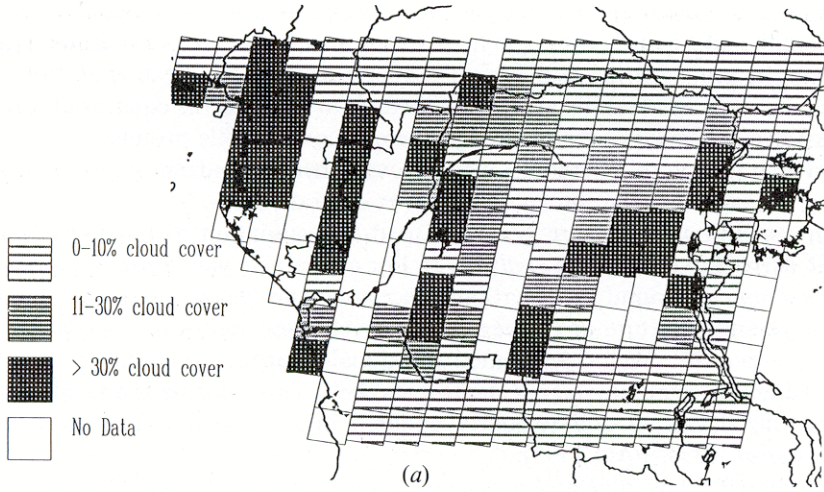 0-10% cloud cover
11-30% cloud cover
> 30% cloud cover
No Data
(a)